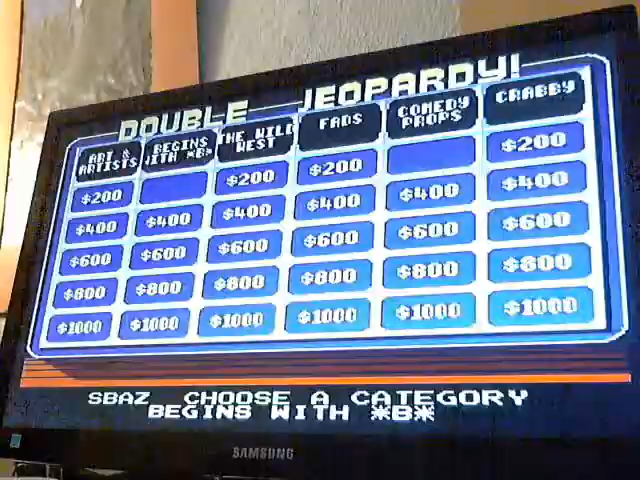 DOUBLE JEOPARDY!
ART & ARTISTS
BEGINS WITH *B*
THE WILD WEST
FADS
COMEDY PROPS
CRABBY
$200 $200 $200 $200
$400 $400 $400 $400 $400 $400
$600 $600 $600 $600 $600 $600
$800 $800 $800 $800 $800 $800
$1000 $1000 $1000 $1000 $1000 $1000
SBAZ CHOOSE A CATEGORY
BEGINS WITH *B*
SAMSUNG